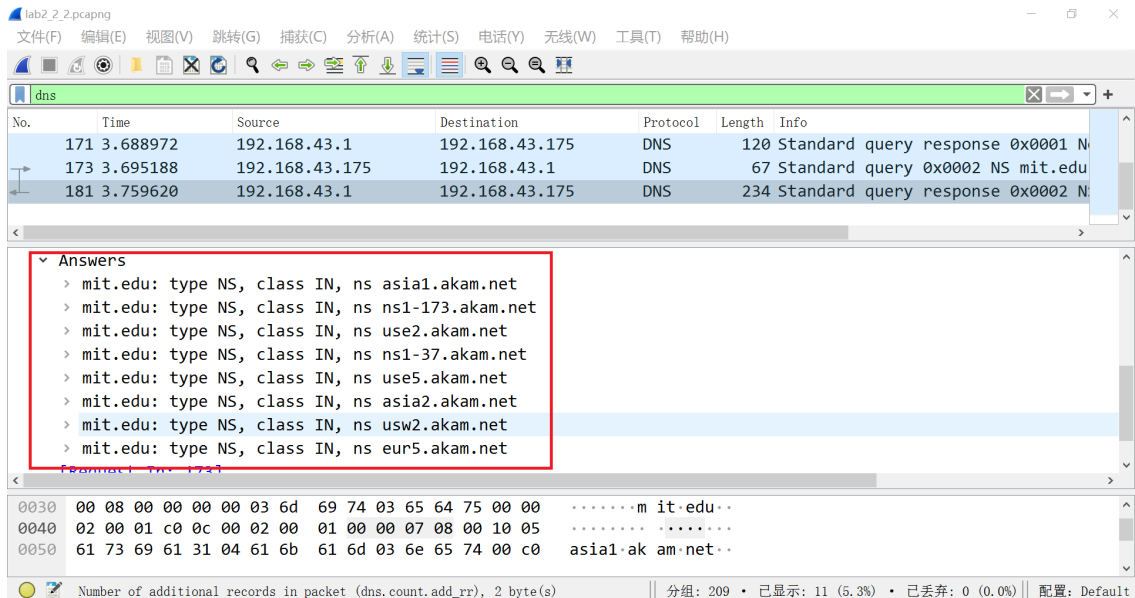 lab2_2_2.pcapng
文件(F) 编辑(E) 视图(V) 跳转(G) 捕获(C) 分析(A) 统计(S) 电话(Y) 无线(W) 工具(T) 帮助(H)
dns
No. Time Source Destination Protocol Length Info
171 3.688972 192.168.43.1 192.168.43.175 DNS 120 Standard query response 0x0001 N
173 3.695188 192.168.43.175 192.168.43.1 DNS 67 Standard query 0x0002 NS mit.edu
181 3.759620 192.168.43.1 192.168.43.175 DNS 234 Standard query response 0x0002 N
Answers
mit.edu: type NS, class IN, ns asia1.akam.net
mit.edu: type NS, class IN, ns ns1-173.akam.net
mit.edu: type NS, class IN, ns use2.akam.net
mit.edu: type NS, class IN, ns ns1-37.akam.net
mit.edu: type NS, class IN, ns use5.akam.net
mit.edu: type NS, class IN, ns asia2.akam.net
mit.edu: type NS, class IN, ns usw2.akam.net
mit.edu: type NS, class IN, ns eur5.akam.net
[Request In: 173]
0030 00 08 00 00 00 00 03 6d 69 74 03 65 64 75 00 00 ·······m it·edu··
0040 02 00 01 c0 0c 00 02 00 01 00 00 07 08 00 10 05 ········ ········
0050 61 73 69 61 31 04 61 6b 61 6d 03 6e 65 74 00 c0 asia1·ak am·net··
Number of additional records in packet (dns.count.add_rr), 2 byte(s) 分组: 209 · 已显示: 11 (5.3%) · 已丢弃: 0 (0.0%) 配置: Default